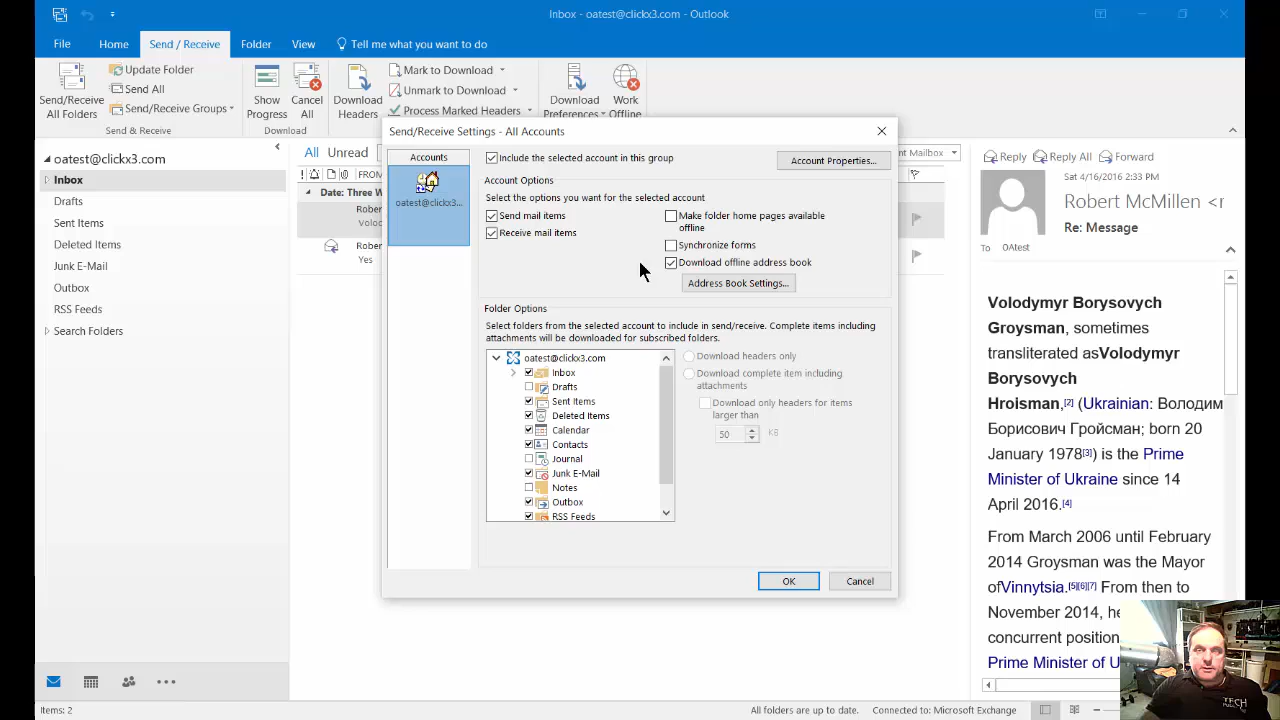 Inbox - oatest@clickx3.com - Outlook
File Home Send / Receive Folder View Tell me what you want to do
Send/Receive
All Folders
Update Folder
Send All
Send/Receive Groups
Send & Receive
Show
Progress
Cancel
All
Download
Download
Headers
Mark to Download
Unmark to Download
Process Marked Headers
Download
Preferences
Work
Offline
oatest@clickx3.com
Inbox
Drafts
Sent Items
Deleted Items
Junk E-Mail
Outbox
RSS Feeds
Search Folders
All Unread
nt Mailbox
FROM
Date: Three W
Rober
Voloc
Rober
Yes
Send/Receive Settings - All Accounts
Accounts
oatest@clickx3...
Include the selected account in this group
Account Properties...
Account Options
Select the options you want for the selected account
Send mail items
Receive mail items
Make folder home pages available
offline
Synchronize forms
Download offline address book
Address Book Settings...
Folder Options
Select folders from the selected account to include in send/receive. Complete items including
attachments will be downloaded for subscribed folders.
oatest@clickx3.com
Inbox
Drafts
Sent Items
Deleted Items
Calendar
Contacts
Journal
Junk E-Mail
Notes
Outbox
RSS Feeds
Download headers only
Download complete item including
attachments
Download only headers for items
larger than
50 KB
OK Cancel
Reply Reply All Forward
Sat 4/16/2016 2:33 PM
Robert McMillen <r
Re: Message
To OAtest
Volodymyr Borysovych
Groysman, sometimes
transliterated asVolodymyr
Borysovych
Hroisman,[2] (Ukrainian: Володим
Борисович Гройсман; born 20
January 1978[3]) is the Prime
Minister of Ukraine since 14
April 2016.[4]
From March 2006 until February
2014 Groysman was the Mayor
ofVinnytsia.[5][6][7] From then to
November 2014, he
concurrent position
Prime Minister of U
TECH
Items: 2
All folders are up to date. Connected to: Microsoft Exchange